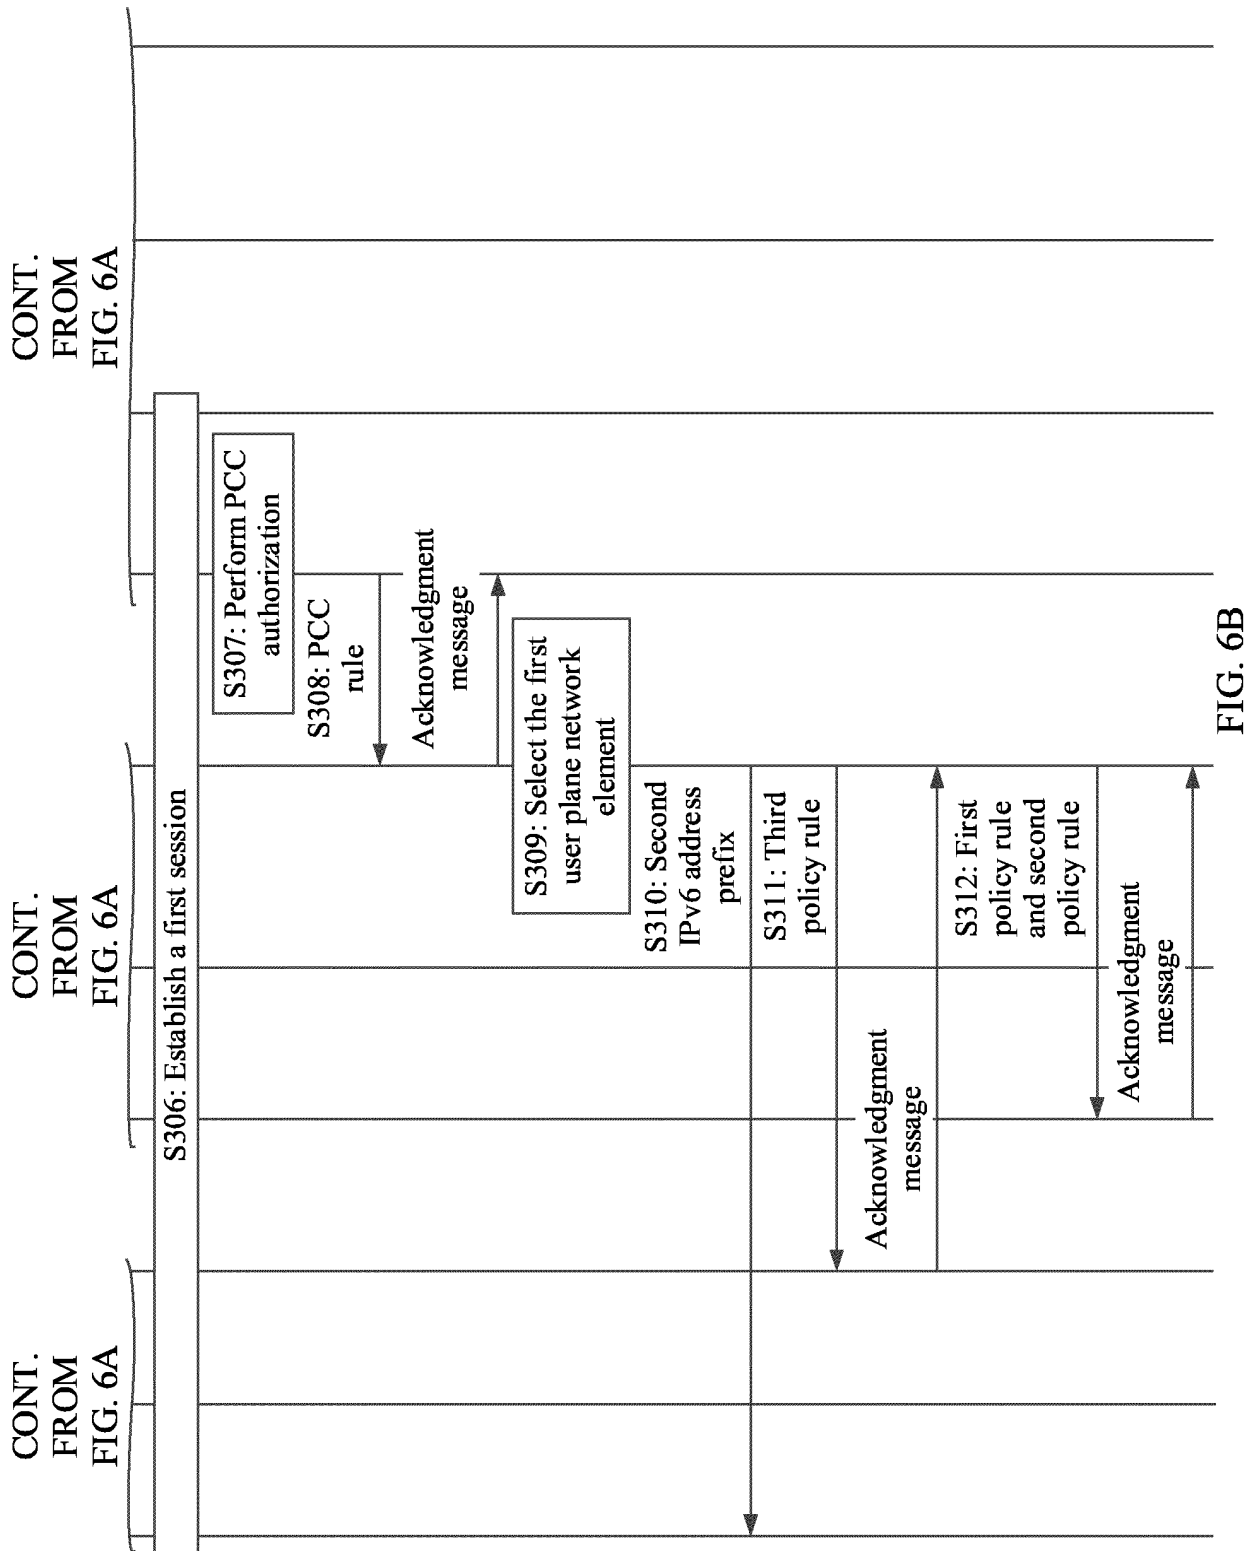 CONT.
FROM
FIG. 6A
CONT.
FROM
FIG. 6A
CONT.
FROM
FIG. 6A
S306: Establish a first session
S307: Perform PCC
authorization
S308: PCC
rule
Acknowledgment
message
S309: Select the first
user plane network
element
S310: Second
IPv6 address
prefix
S311: Third
policy rule
Acknowledgment
message
S312: First
policy rule
and second
policy rule
Acknowledgment
message
FIG. 6B